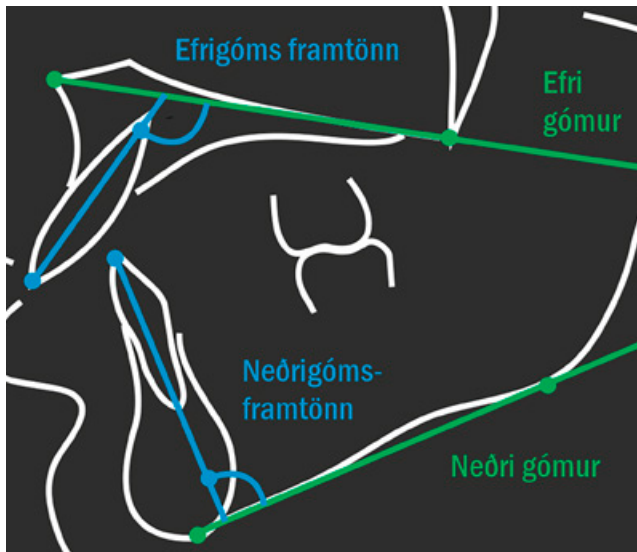 Efrigóms framtönn
Efri
gómur
Neðrigóms-
framtönn
Neðri gómur